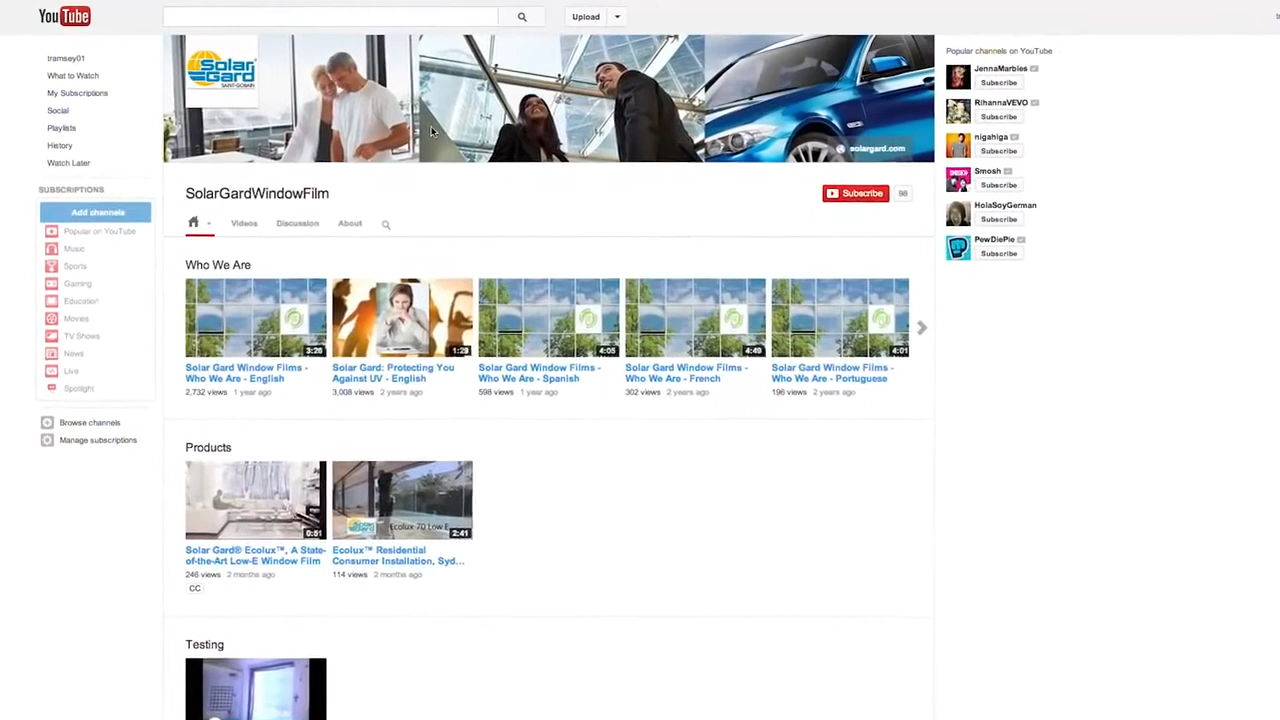 YouTube
Upload
tramsey01
What to Watch
My Subscriptions
Social
Playlists
History
Watch Later
SUBSCRIPTIONS
Add channels
Popular on YouTube
Music
Sports
Gaming
Education
Movies
TV Shows
News
Live
Spotlight
Browse channels
Manage subscriptions
Solar
Gard
SAINT-GOBAIN
solargard.com
SolarGardWindowFilm
Subscribe 98
Videos Discussion About
Who We Are
3:26 1:29 4:05 4:49 4:01
Solar Gard Window Films -
Who We Are - English
2,732 views 1 year ago
Solar Gard: Protecting You
Against UV - English
3,008 views 2 years ago
Solar Gard Window Films -
Who We Are - Spanish
598 views 1 year ago
Solar Gard Window Films -
Who We Are - French
302 views 2 years ago
Solar Gard Window Films -
Who We Are - Portuguese
196 views 2 years ago
Products
0:51
Solar Gard® Ecolux™, A State-
of-the-Art Low-E Window Film
246 views 2 months ago
CC
Solar
Gard
Ecolux 70 Low E
2:41
Ecolux™ Residential
Consumer Installation, Syd...
114 views 2 months ago
Testing
Popular channels on YouTube
JennaMarbles
Subscribe
RihannaVEVO
Subscribe
nigahiga
Subscribe
SMOSH
Smosh
Subscribe
HolaSoyGerman
Subscribe
PewDiePie
Subscribe